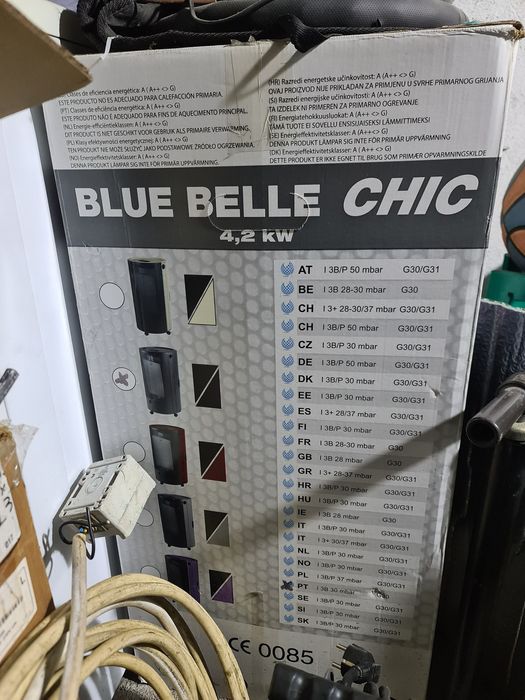 Clases de eficiencia energética: A (A++ <> G)
ESTE PRODUCTO NO ES ADECUADO PARA CALEFACCIÓN PRIMARIA.
(PT) Classes de eficiência energética: A (A++ <> G)
ESTE PRODUTO NÃO É ADEQUADO PARA FINS DE AQUECIMENTO PRINCIPAL.
(NL) Energie-efficiëntieklassen: A (A++ <> G)
DIT PRODUCT IS NIET GESCHIKT VOOR GEBRUIK ALS PRIMAIRE VERWARMING.
(PL) Klasy efektywności energetycznej: A (A++ <> G)
TEN PRODUKT NIE MOŻE SŁUŻYĆ JAKO PODSTAWOWE ŹRÓDŁO OGRZEWANIA.
(NO) Energieffektivitetsklasser: A (A++ <> G)
DENNA PRODUKT LÄMPAR SIG INTE FÖR PRIMÄR UPPVÄRMNING.
(HR) Razredi energetske učinkovitosti: A (A++ <> G)
OVAJ PROIZVOD NIJE PRIKLADAN ZA PRIMJENU U SVRHE PRIMARNOG GRIJANJA
(SI) Razredi energijske učinkovitosti: A (A++ <> G)
TA IZDELEK NI PRIMEREN ZA PRIMARNO OGREVANJE.
(FI) Energiatehokkuusluokat: A (A++ <> G)
TÄMÄ TUOTE EI SOVELLU ENSISIJAISEKSI LÄMMITTIMEKSI
(SE) Energieffektivitetsklasser: A (A++ <> G)
DENNA PRODUKT LÄMPAR SIG INTE FÖR PRIMÄR UPPVÄRMNING.
(DK) Energieffektivitetsklasser: A (A++ <> G)
DETTE PRODUKT ER IKKE EGNET TIL BRUG SOM PRIMÆR OPVARMNINGSKILDE
BLUE BELLE CHIC
4,2 kW
AT I 3B/P 50 mbar G30/G31
BE I 3B 28-30 mbar G30
CH I 3+ 28-30/37 mbar G30/G31
CH I 3B/P 50 mbar G30/G31
CZ I 3B/P 30 mbar G30/G31
DE I 3B/P 50 mbar G30/G31
DK I 3B/P 30 mbar G30/G31
EE I 3B/P 30 mbar G30/G31
ES I 3+ 28/37 mbar G30/G31
FI I 3B/P 30 mbar G30/G31
FR I 3B 28-30 mbar G30
GB I 3B 28 mbar G30/G31
GR I 3+ 28-37 mbar G30/G31
HR I 3B/P 30 mbar G30/G31
HU I 3B/P 30 mbar G30/G31
IE I 3B 28 mbar G30
IT I 3B/P 30 mbar G30/G31
IT I 3+ 30/37 mbar G30/G31
NL I 3B/P 30 mbar G30/G31
NO I 3B/P 30 mbar G30/G31
PL I 3B/P 37 mbar G30/G31
PT I 3B 30 mbar
SE I 3B/P 30 mbar G30/G31
SI I 3B/P 30 mbar G30/G31
SK I 3B/P 30 mbar G30/G31
CE 0085